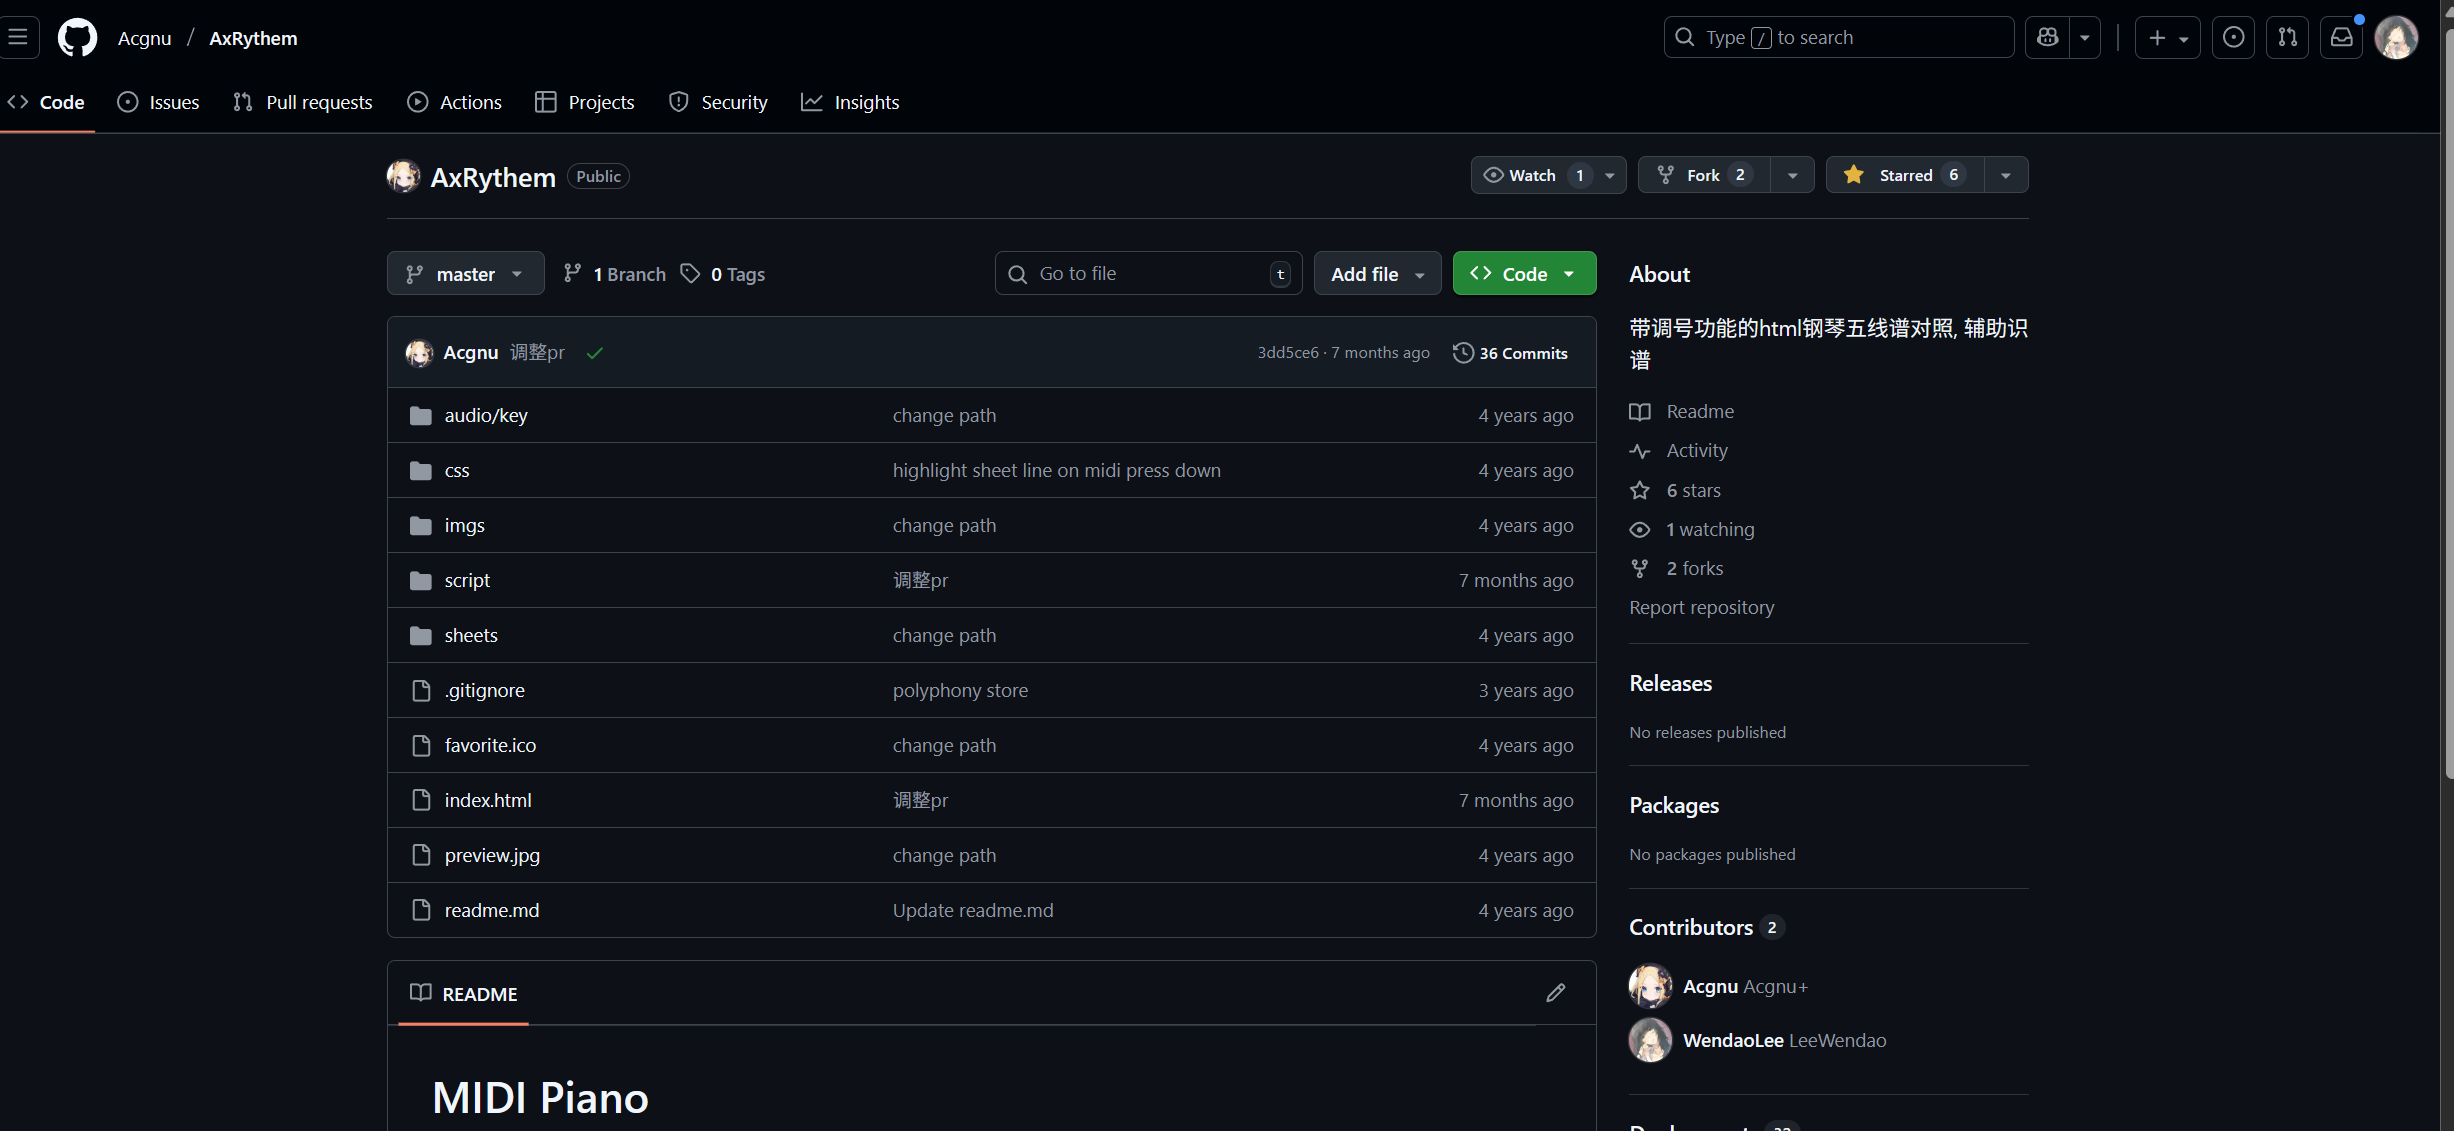 Acgnu / AxRythem
Type / to search
Code
Issues
Pull requests
Actions
Projects
Security
Insights
AxRythem Public
Watch 1
Fork 2
Starred 6
master
1 Branch
0 Tags
Go to file t
Add file
Code
Acgnu 调整pr
3dd5ce6 · 7 months ago
36 Commits
audio/key change path 4 years ago
css highlight sheet line on midi press down 4 years ago
imgs change path 4 years ago
script 调整pr 7 months ago
sheets change path 4 years ago
.gitignore polyphony store 3 years ago
favorite.ico change path 4 years ago
index.html 调整pr 7 months ago
preview.jpg change path 4 years ago
readme.md Update readme.md 4 years ago
README
MIDI Piano
About
带调号功能的html钢琴五线谱对照, 辅助识
谱
Readme
Activity
6 stars
1 watching
2 forks
Report repository
Releases
No releases published
Packages
No packages published
Contributors 2
Acgnu Acgnu+
WendaoLee LeeWendao